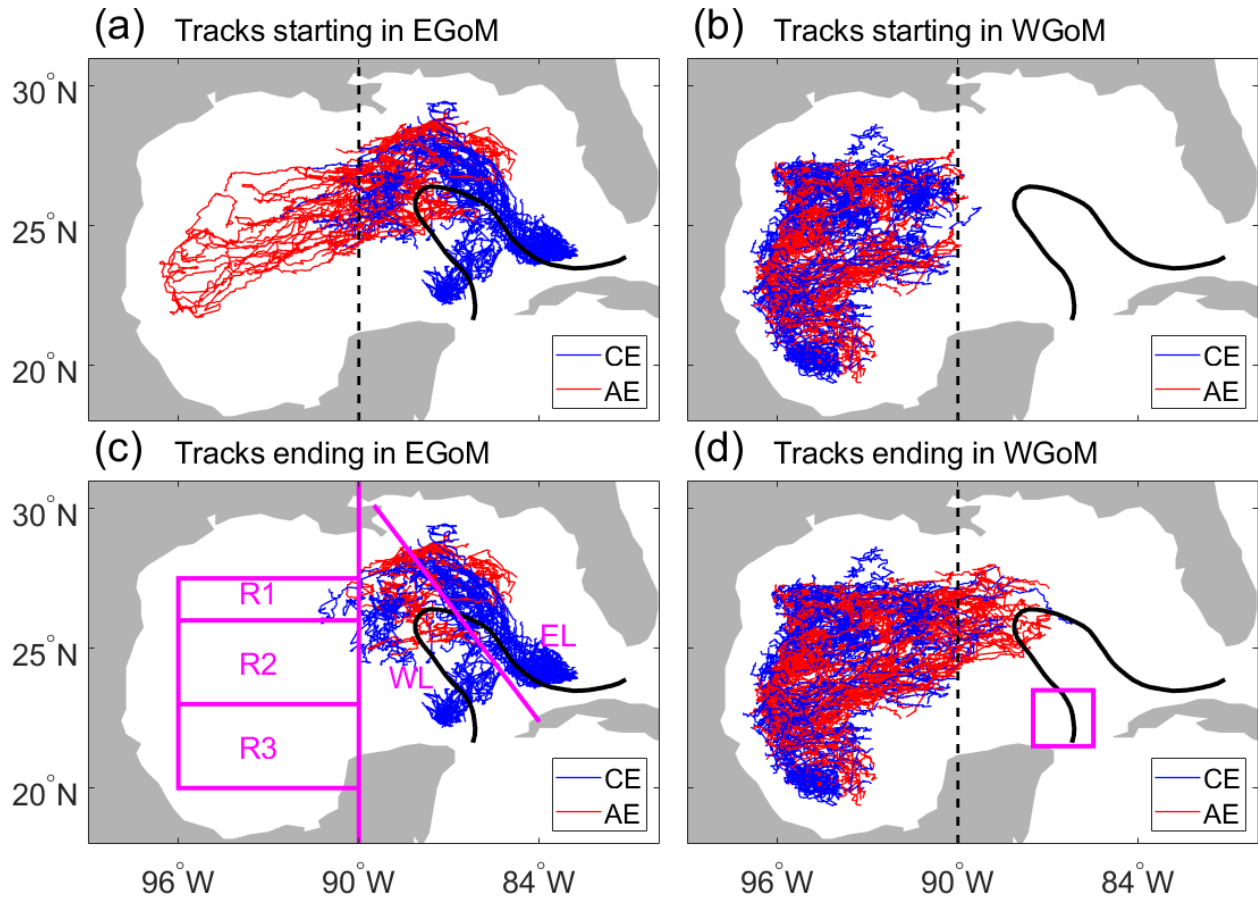 (a) Tracks starting in EGoM
(b) Tracks starting in WGoM
30°N
25°N
20°N
CE
AE
CE
AE
(c) Tracks ending in EGoM
(d) Tracks ending in WGoM
30°N
25°N
20°N
R1
R2
R3
WL
EL
CE
AE
CE
AE
96°W
90°W
84°W
96°W
90°W
84°W